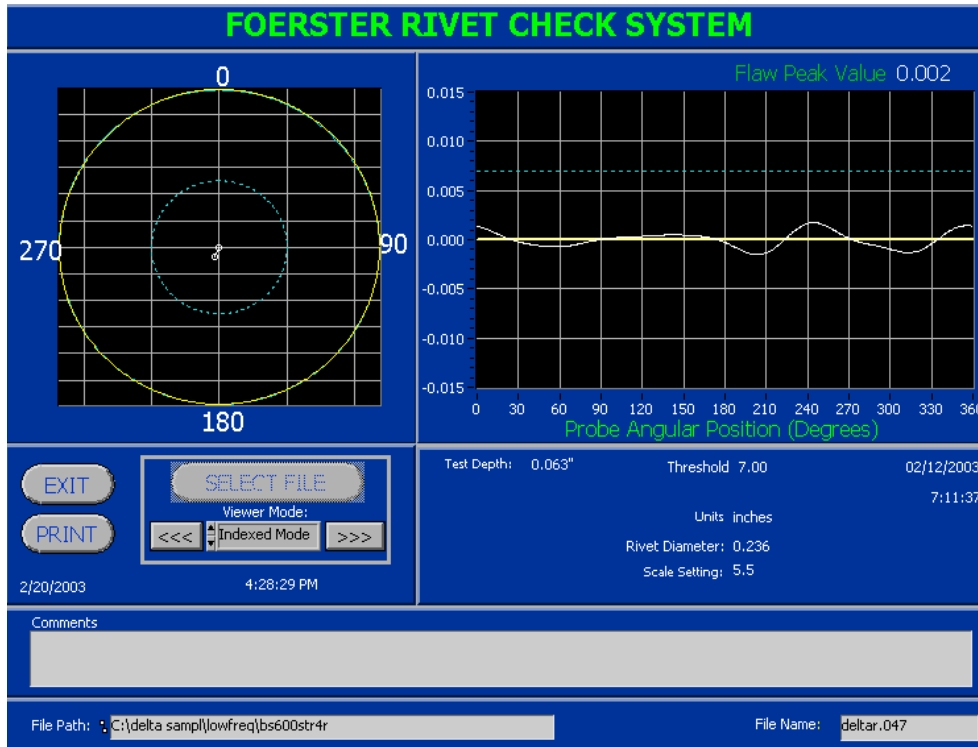 FOERSTER RIVET CHECK SYSTEM
0
270
90
180
Flaw Peak Value 0.002
0.015
0.010
0.005
0.000
-0.005
-0.010
-0.015
0 30 60 90 120 150 180 210 240 270 300 330 360
Probe Angular Position (Degrees)
EXIT
PRINT
SELECT FILE
Viewer Mode:
<<< Indexed Mode >>>
2/20/2003 4:28:29 PM
Test Depth: 0.063" Threshold 7.00 02/12/2003
7:11:37
Units inches
Rivet Diameter: 0.236
Scale Setting: 5.5
Comments
File Path: C:\delta sampl\lowfreq\bs600str4r File Name: deltar.047